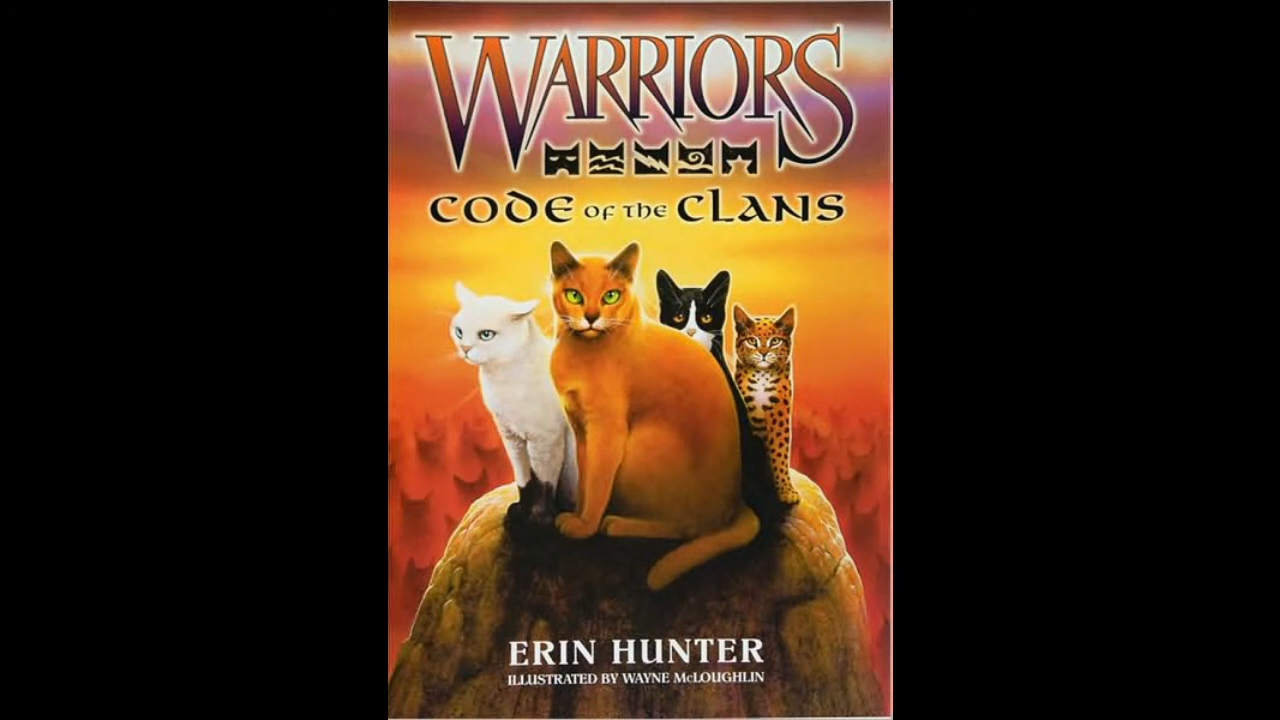 WARRIORS
CODE OF THE CLANS
ERIN HUNTER
ILLUSTRATED BY WAYNE McLOUGHLIN